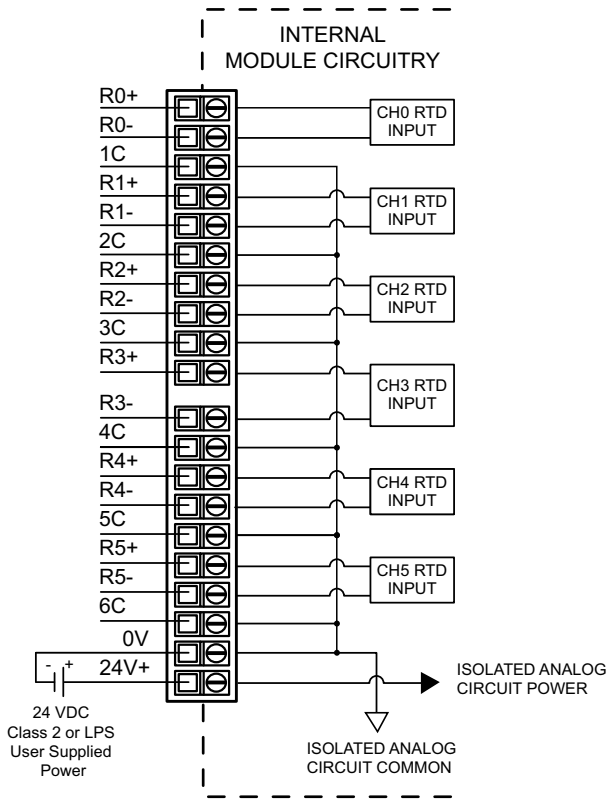 INTERNAL
MODULE CIRCUITRY
R0+
R0-
1C
R1+
R1-
2C
R2+
R2-
3C
R3+
R3-
4C
R4+
R4-
5C
R5+
R5-
6C
0V
24V+
- +
24 VDC
Class 2 or LPS
User Supplied
Power
CH0 RTD
INPUT
CH1 RTD
INPUT
CH2 RTD
INPUT
CH3 RTD
INPUT
CH4 RTD
INPUT
CH5 RTD
INPUT
ISOLATED ANALOG
CIRCUIT POWER
ISOLATED ANALOG
CIRCUIT COMMON